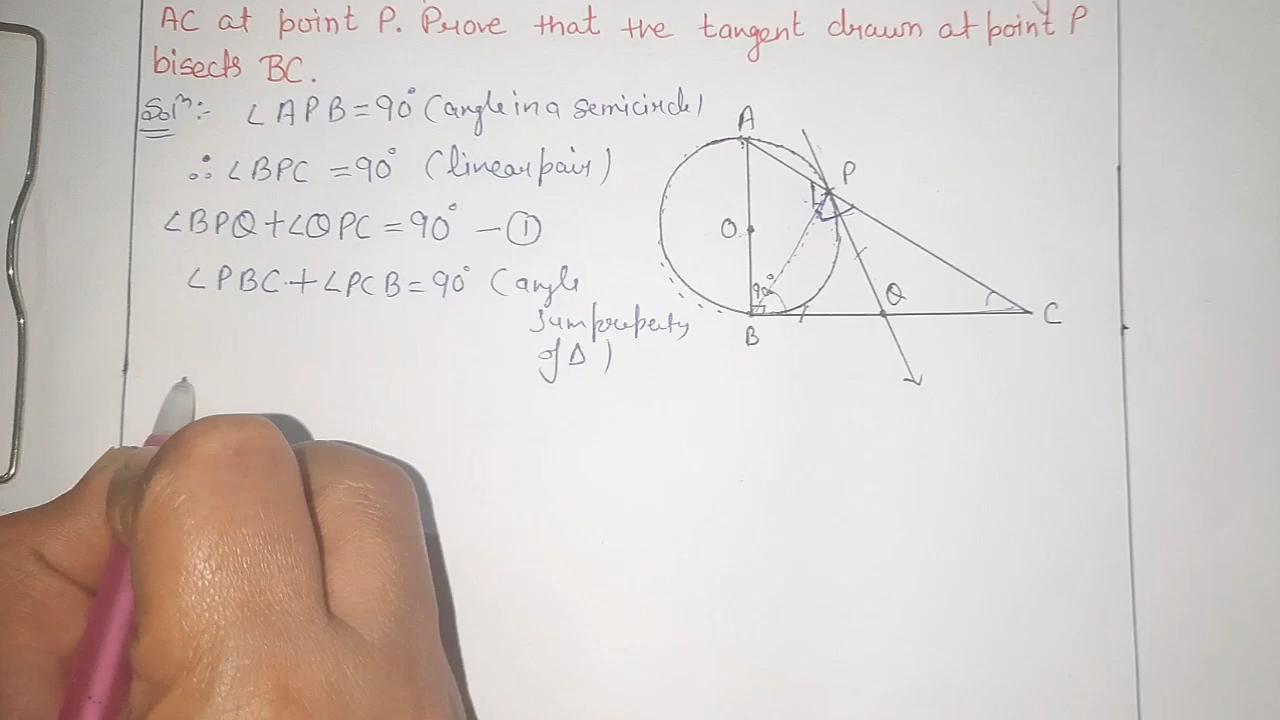 AC at point P. Prove that the tangent drawn at point P
bisects BC.
Solⁿ:- ∠APB = 90° (angle in a semicircle)
∴ ∠BPC = 90° (linear pair)
∠BPQ + ∠QPC = 90° — ①
∠PBC + ∠PCB = 90° (angle
sum property
of Δ)
A
P
O
90°
Q
C
B